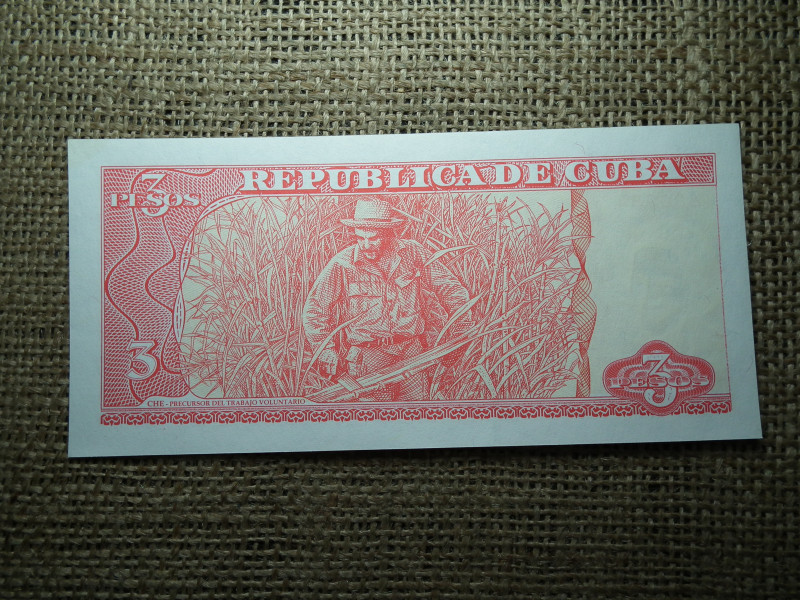 3
PESOS
REPUBLICA DE CUBA
3
CHE - PRECURSOR DEL TRABAJO VOLUNTARIO
3
PESOS